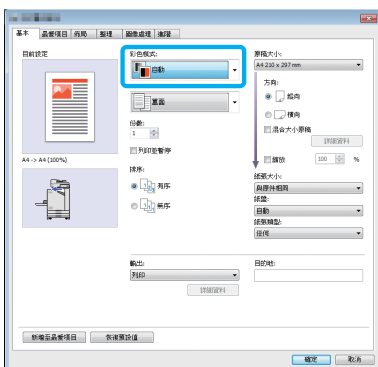 基本 最愛項目 佈局 整理 圖像處理 進階
目前設定
A4 -> A4 (100%)
彩色模式:
自動
單面
份數:
1
列印並暫停
排序:
有序
無序
輸出:
列印
詳細資料
原稿大小:
A4 210 x 297 mm
方向:
縱向
橫向
混合大小原稿
詳細資料
縮放 100 %
紙張大小:
與原件相同
紙盤:
自動
紙張類型:
任何
目的地:
新增至最愛項目 恢復預設值
確定 取消